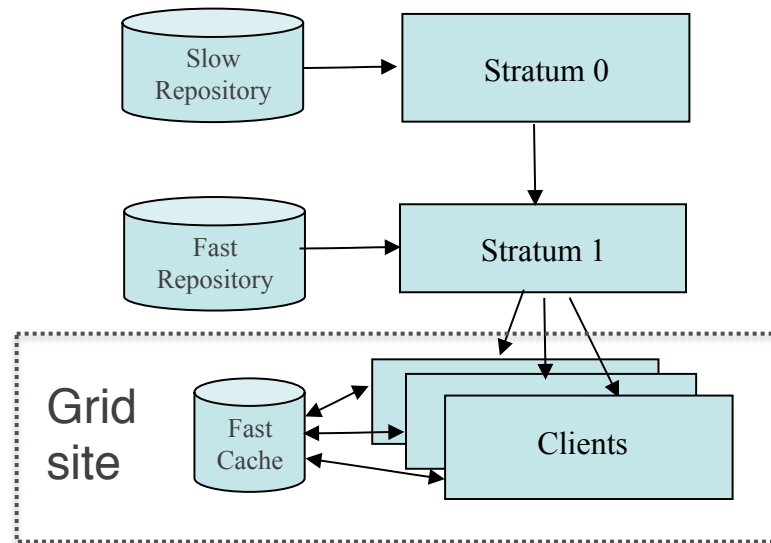 Slow
Repository
Stratum 0
Fast
Repository
Stratum 1
Grid
site
Fast
Cache
Clients